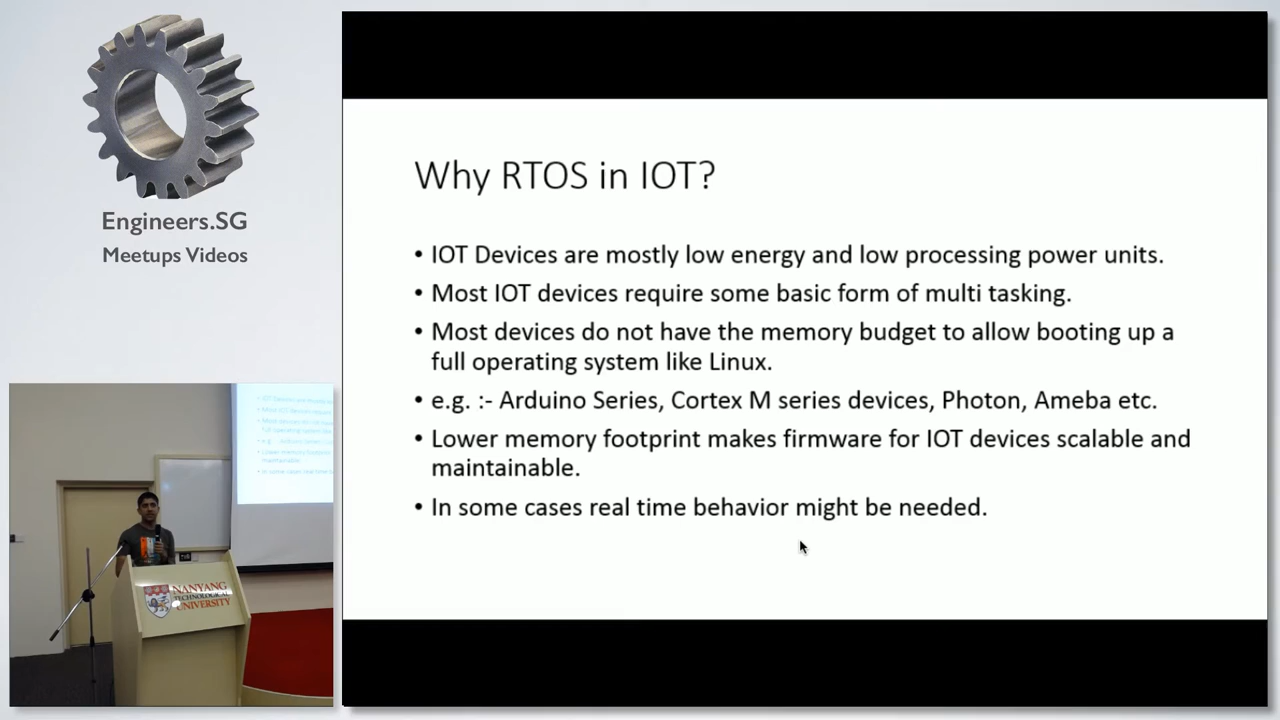 Engineers.SG
Meetups Videos
Why RTOS in IOT?
• IOT Devices are mostly low energy and low processing power units.
• Most IOT devices require some basic form of multi tasking.
• Most devices do not have the memory budget to allow booting up a
full operating system like Linux.
• e.g. :- Arduino Series, Cortex M series devices, Photon, Ameba etc.
• Lower memory footprint makes firmware for IOT devices scalable and
maintainable.
• In some cases real time behavior might be needed.
NANYANG
TECHNOLOGICAL
UNIVERSITY